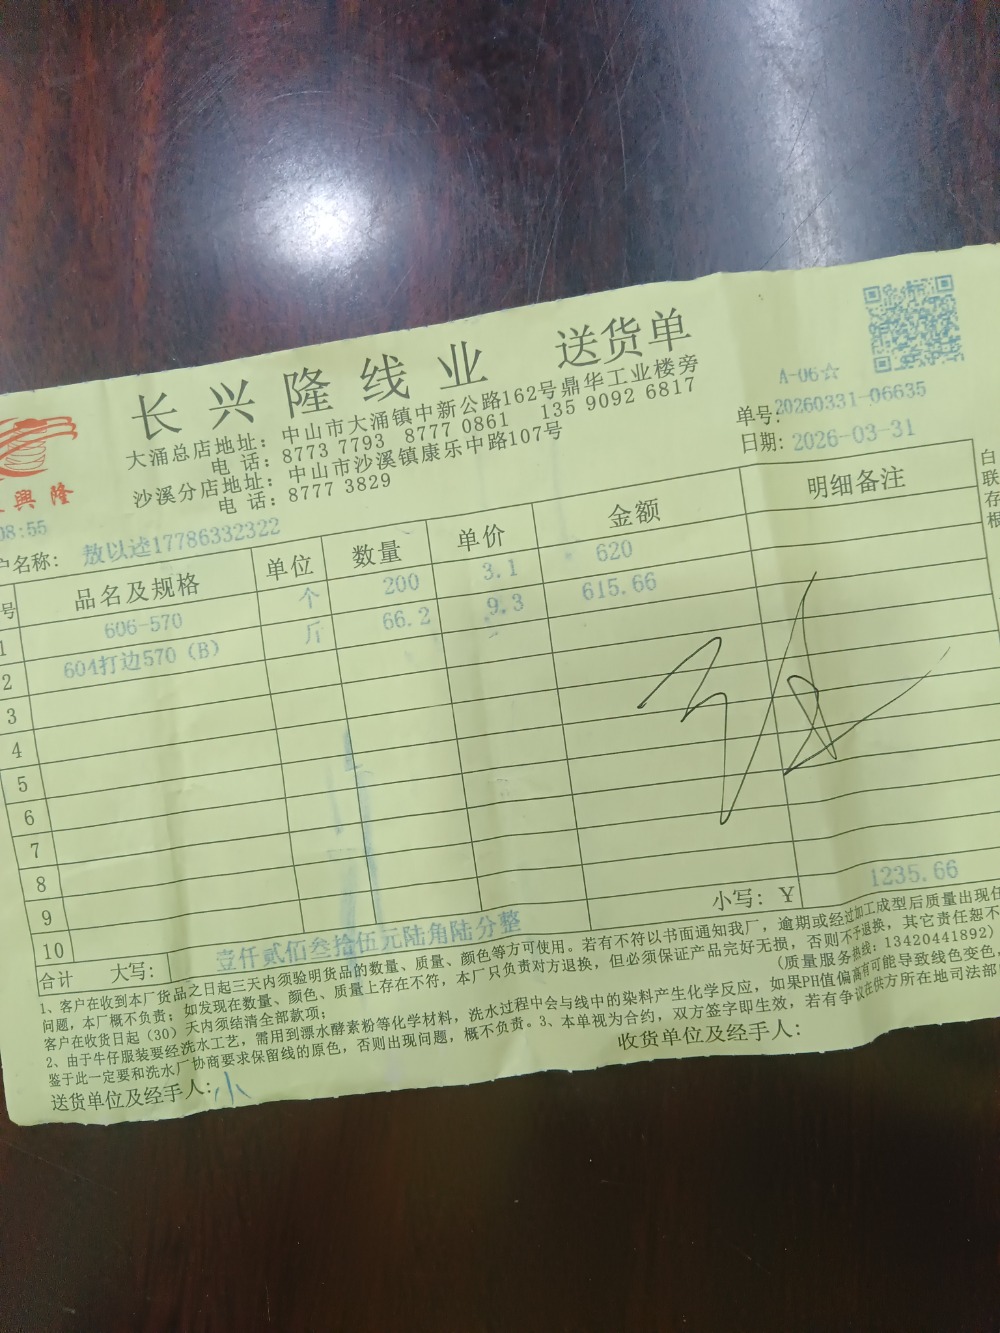 长兴隆线业 送货单
大涌总店地址：中山市大涌镇中新公路162号鼎华工业楼旁
电 话：8773 7793 8777 0861 135 9092 6817
沙溪分店地址：中山市沙溪镇康乐中路107号
电 话：8777 3829
興隆
A-06☆
单号:20260331-06635
日期: 2026-03-31
08:55
户名称: 敖以迖17786332322
白联存根
号 品名及规格 单位 数量 单价 金额 明细备注
1 606-570 个 200 3.1 620
2 604打边570（B） 斤 66.2 9.3 615.66
3
4
5
6
7
8
9
10
合计 大写: 壹仟贰佰叁拾伍元陆角陆分整 小写: ￥ 1235.66
1、客户在收到本厂货品之日起三天内须验明货品的数量、质量、颜色等方可使用。若有不符以书面通知我厂，逾期或经过加工成型后质量出现任
问题，本厂概不负责；如发现在数量、颜色、质量上存在不符，本厂只负责对方退换，但必须保证产品完好无损，否则不予退换，其它责任恕不
客户在收货日起（30）天内须结清全部款项； (质量服务热线: 13420441892)
2、由于牛仔服装要经洗水工艺，需用到漂水酵素粉等化学材料，洗水过程中会与线中的染料产生化学反应，如果PH值偏高有可能导致线色变色，
鉴于此一定要和洗水厂协商要求保留线的原色，否则出现问题，概不负责。3、本单视为合约，双方签字即生效，若有争议在供方所在地司法部
送货单位及经手人: 小 收货单位及经手人: